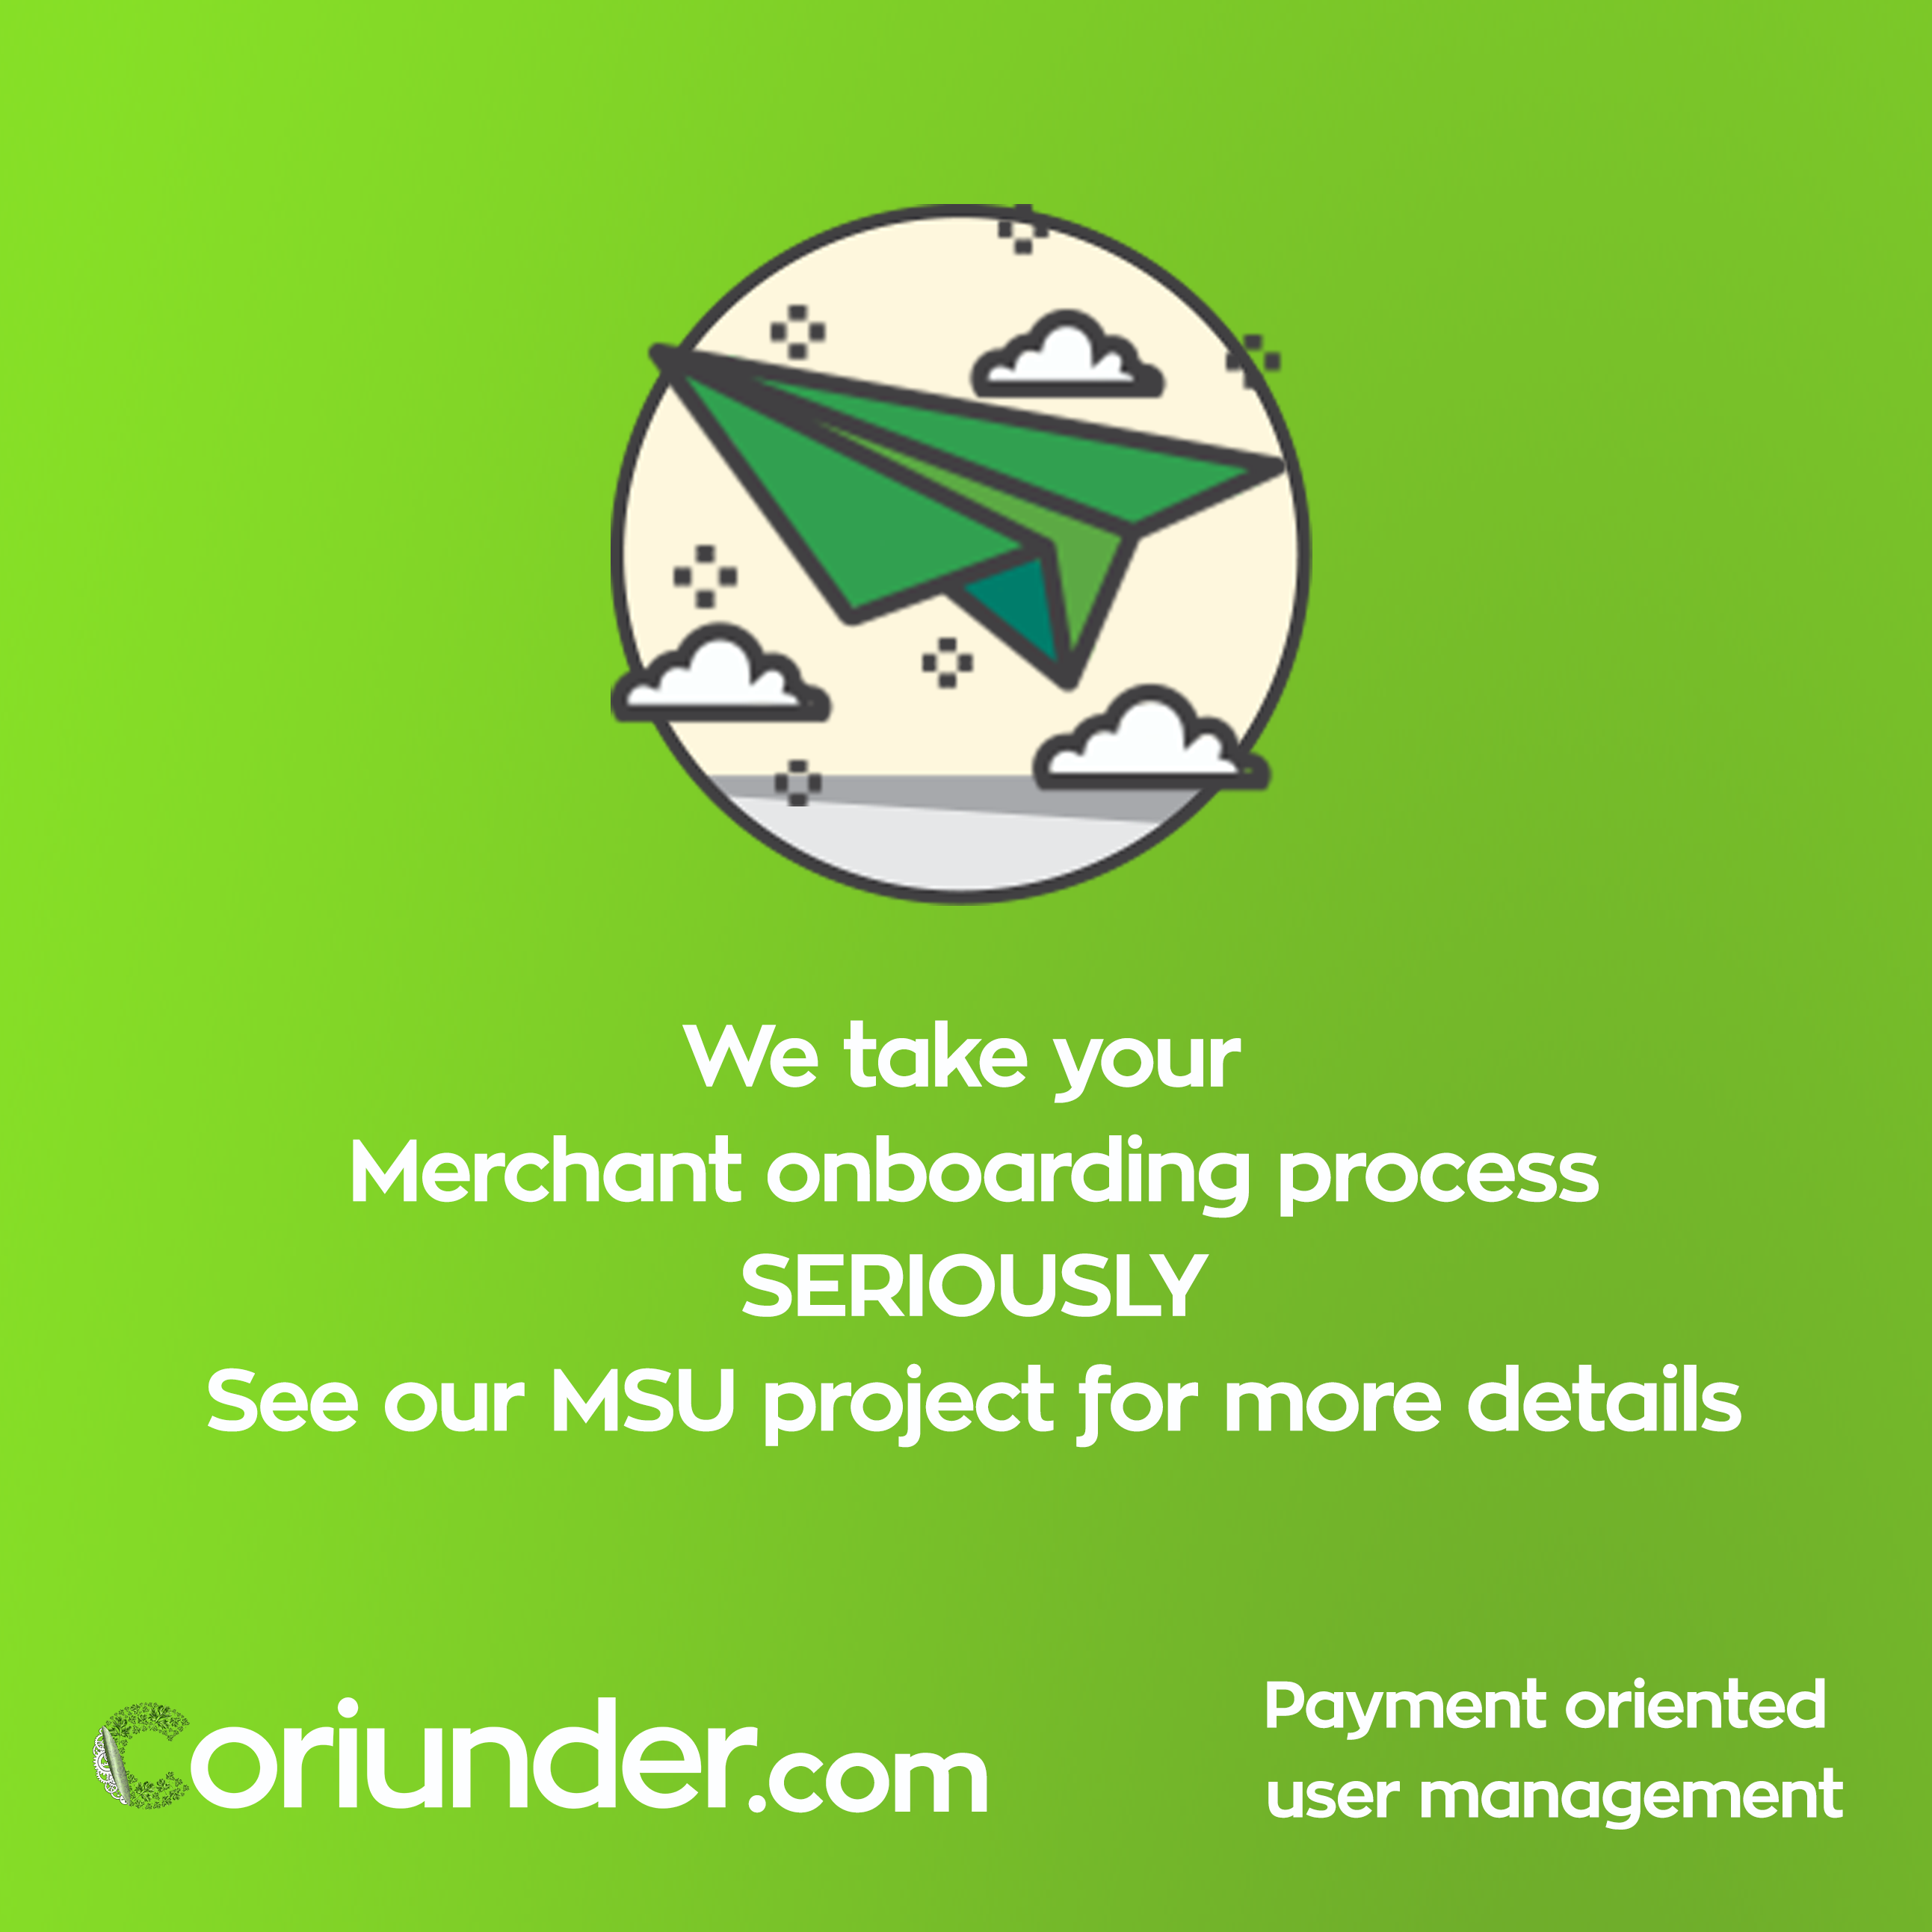 We take your
Merchant onboarding process
SERIOUSLY
See our MSU project for more details
Coriunder.com
Payment oriented
user management